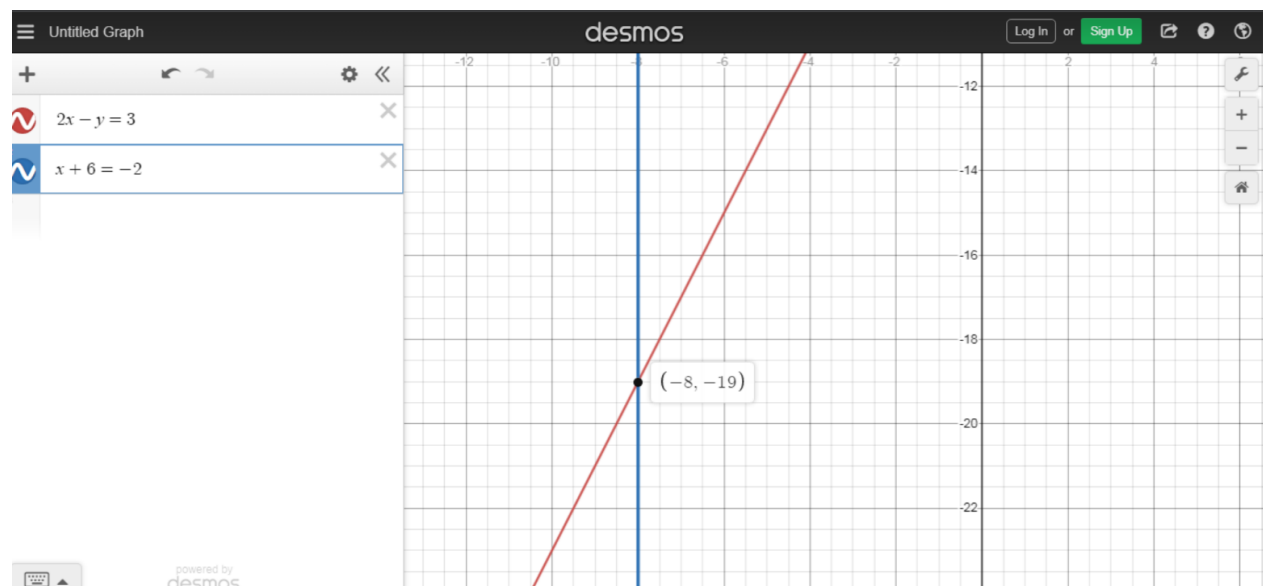 Untitled Graph
desmos
Log In or Sign Up
2x − y = 3
x + 6 = −2
powered by
desmos
-12 -10 -8 -6 -4 -2 2 4
-12
-14
-16
-18
(−8, −19)
-20
-22